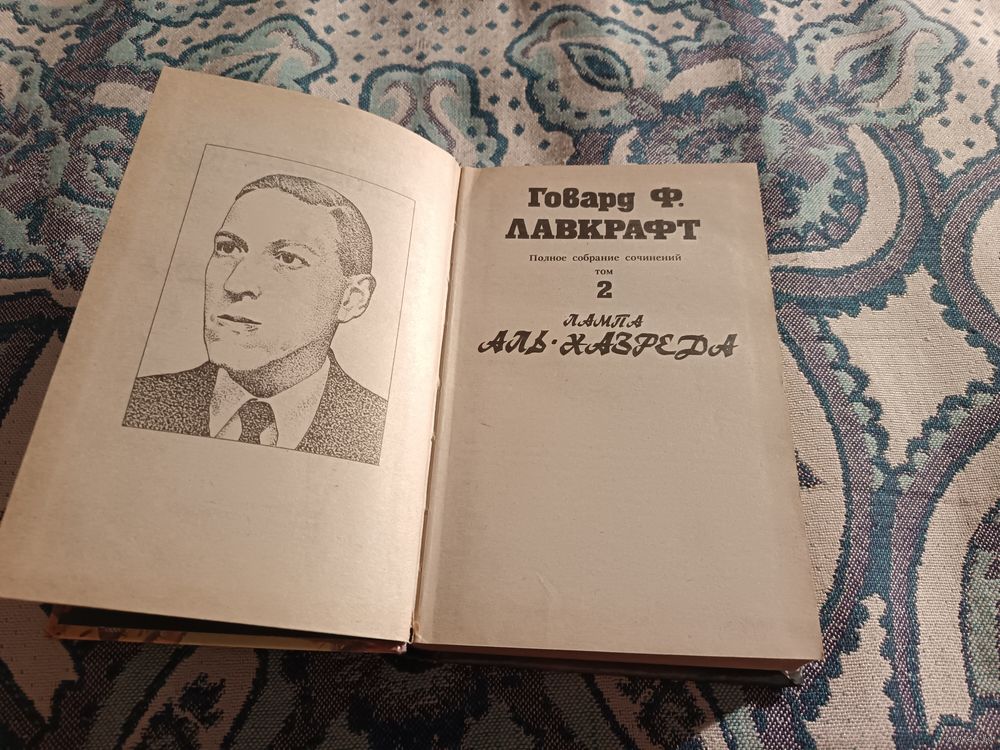 Говард Ф.
ЛАВКРАФТ
Полное собрание сочинений
том
2
ЛАМПА
АЛЬ-ХАЗРЕДА